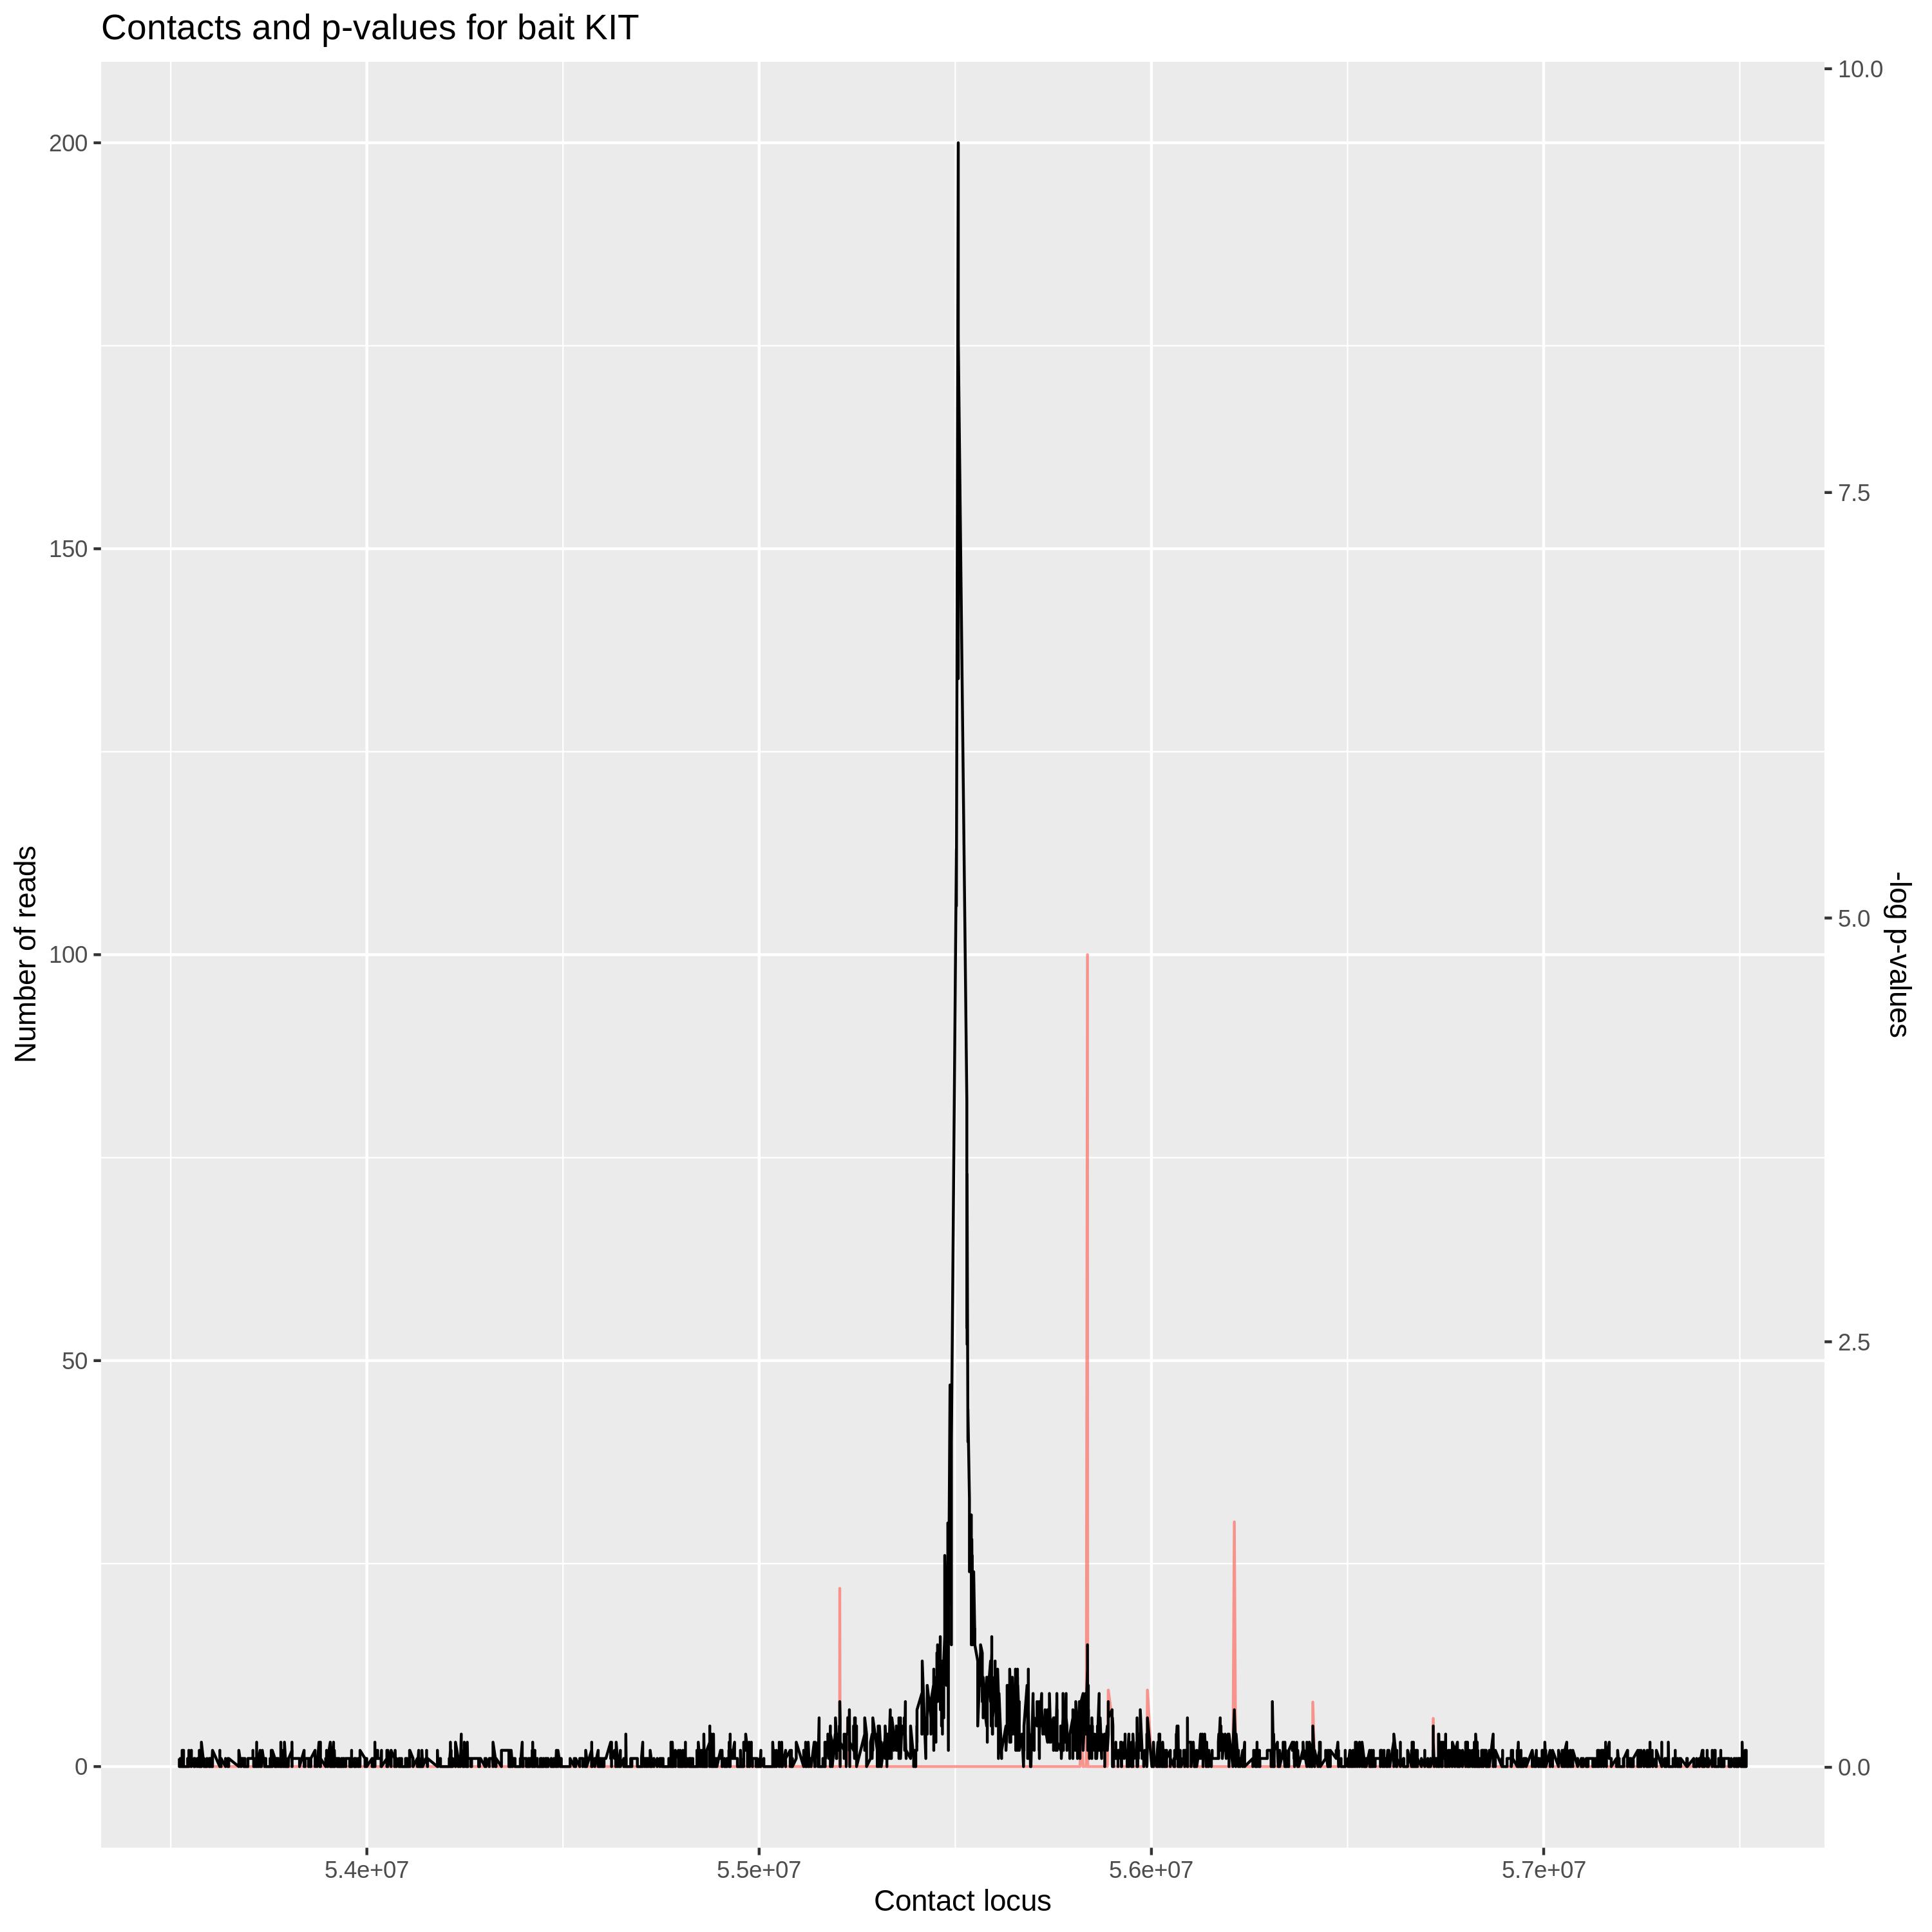 Contacts and p-values for bait KIT
Number of reads
200
150
100
50
0
10.0
7.5
5.0
2.5
0.0
-log p-values
5.4e+07
5.5e+07
5.6e+07
5.7e+07
Contact locus